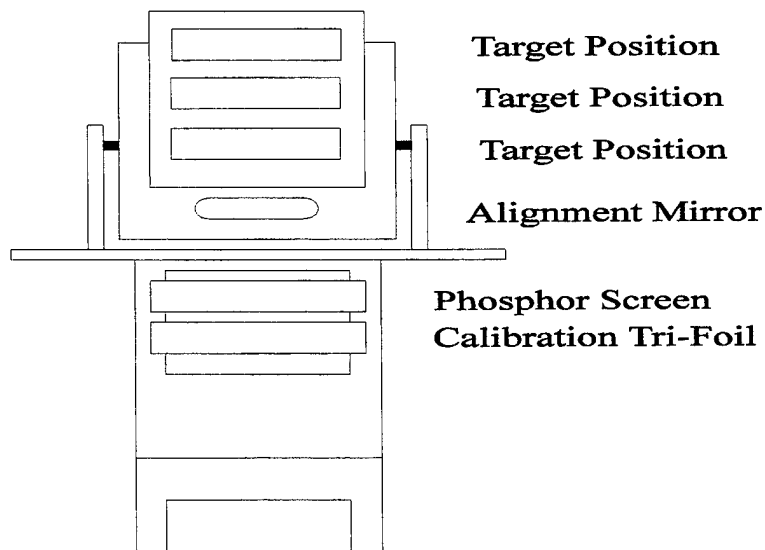 Target Position
Target Position
Target Position
Alignment Mirror
Phosphor Screen
Calibration Tri-Foil